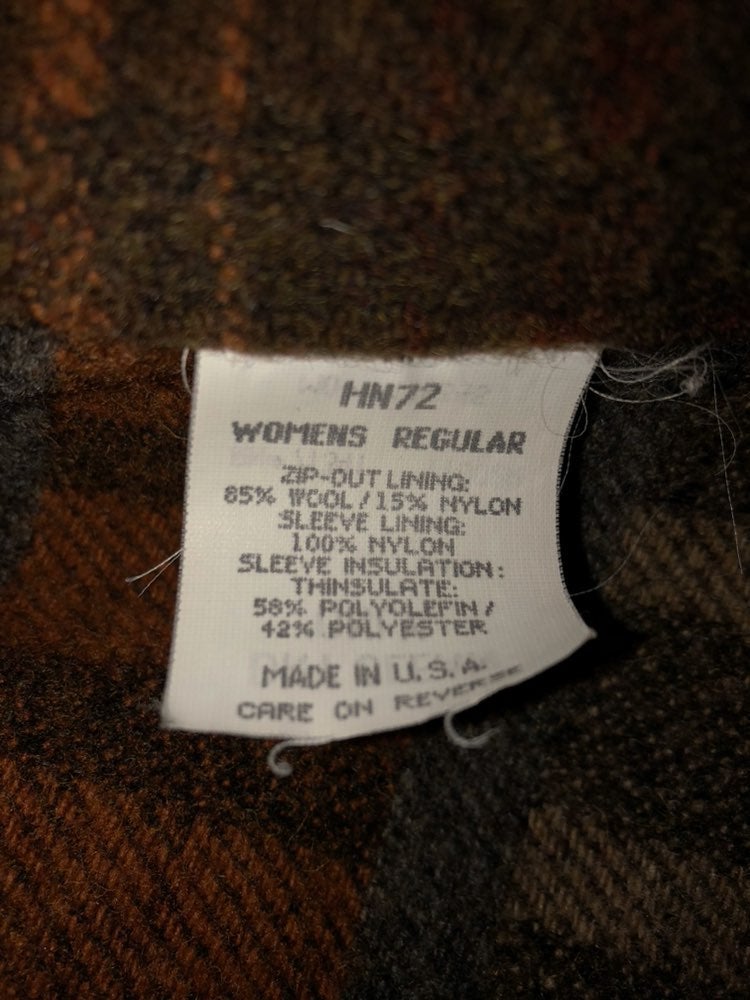 HN72
WOMENS REGULAR
ZIP-OUT LINING:
85% WOOL/15% NYLON
SLEEVE LINING:
100% NYLON
SLEEVE INSULATION:
THINSULATE:
58% POLYOLEFIN/
42% POLYESTER
MADE IN U.S.A.
CARE ON REVERSE